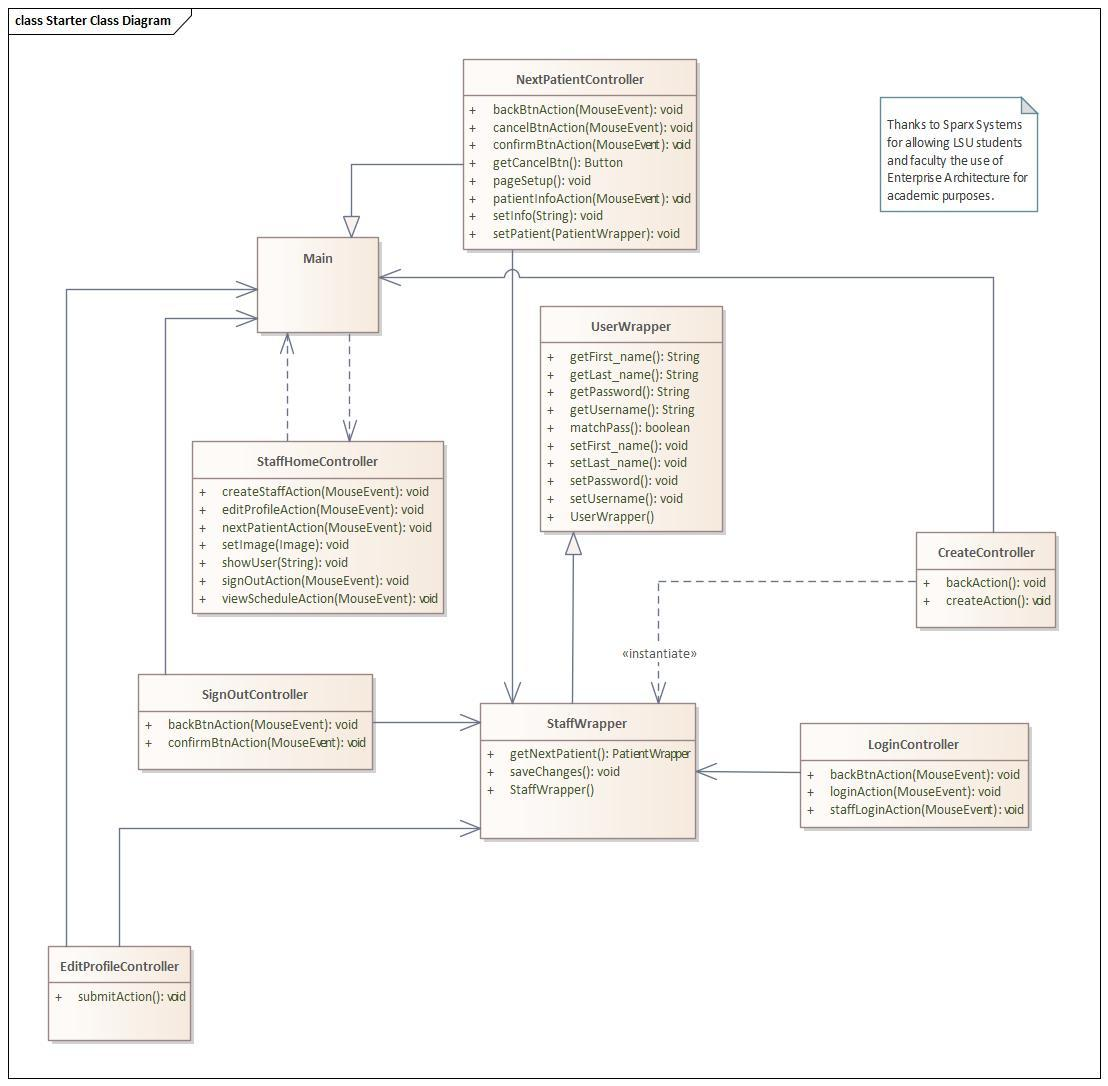 class Starter Class Diagram
NextPatientController
+ backBtnAction(MouseEvent): void
+ cancelBtnAction(MouseEvent): void
+ confirmBtnAction(MouseEvent): void
+ getCancelBtn(): Button
+ pageSetup(): void
+ patientInfoAction(MouseEvent): void
+ setInfo(String): void
+ setPatient(PatientWrapper): void
Thanks to Sparx Systems
for allowing LSU students
and faculty the use of
Enterprise Architecture for
academic purposes.
Main
UserWrapper
+ getFirst_name(): String
+ getLast_name(): String
+ getPassword(): String
+ getUsername(): String
+ matchPass(): boolean
+ setFirst_name(): void
+ setLast_name(): void
+ setPassword(): void
+ setUsername(): void
+ UserWrapper()
StaffHomeController
+ createStaffAction(MouseEvent): void
+ editProfileAction(MouseEvent): void
+ nextPatientAction(MouseEvent): void
+ setImage(Image): void
+ showUser(String): void
+ signOutAction(MouseEvent): void
+ viewScheduleAction(MouseEvent): void
CreateController
+ backAction(): void
+ createAction(): void
«instantiate»
SignOutController
+ backBtnAction(MouseEvent): void
+ confirmBtnAction(MouseEvent): void
StaffWrapper
+ getNextPatient(): PatientWrapper
+ saveChanges(): void
+ StaffWrapper()
LoginController
+ backBtnAction(MouseEvent): void
+ loginAction(MouseEvent): void
+ staffLoginAction(MouseEvent): void
EditProfileController
+ submitAction(): void